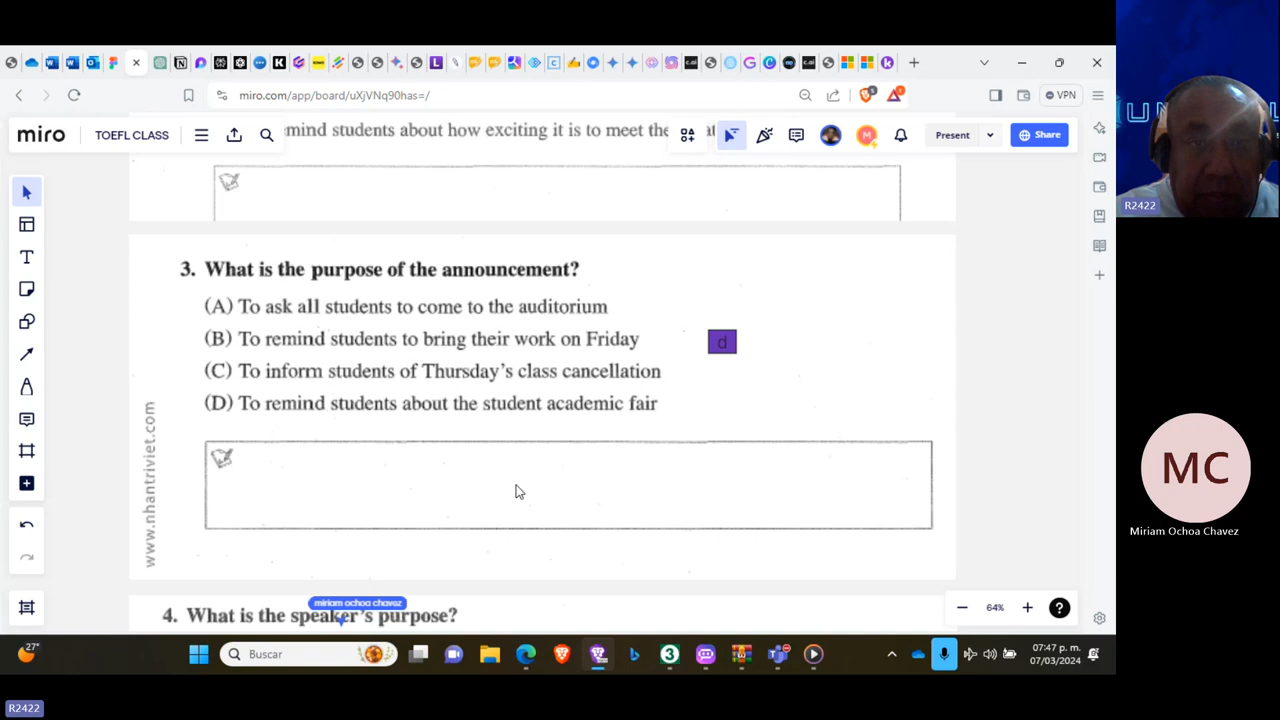 miro.com/app/board/uXjVNq90has=/
VPN
miro
TOEFL CLASS
mind students about how exciting it is to meet the
Present
Share
3. What is the purpose of the announcement?
(A) To ask all students to come to the auditorium
(B) To remind students to bring their work on Friday
d
(C) To inform students of Thursday's class cancellation
(D) To remind students about the student academic fair
www.nhantriviet.com
miriam ochoa chavez
4. What is the speaker's purpose?
64%
27°
Buscar
07:47 p. m.
07/03/2024
R2422
MC
Miriam Ochoa Chavez
R2422